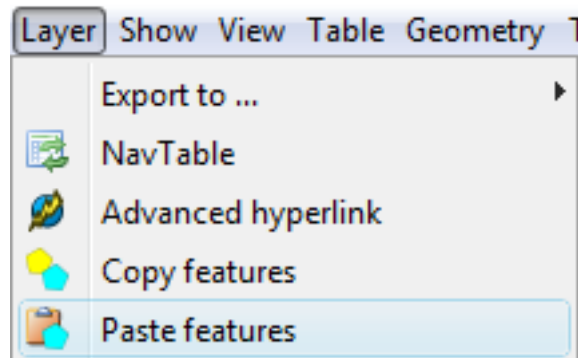 Layer Show View Table Geometry
Export to ...
NavTable
Advanced hyperlink
Copy features
Paste features